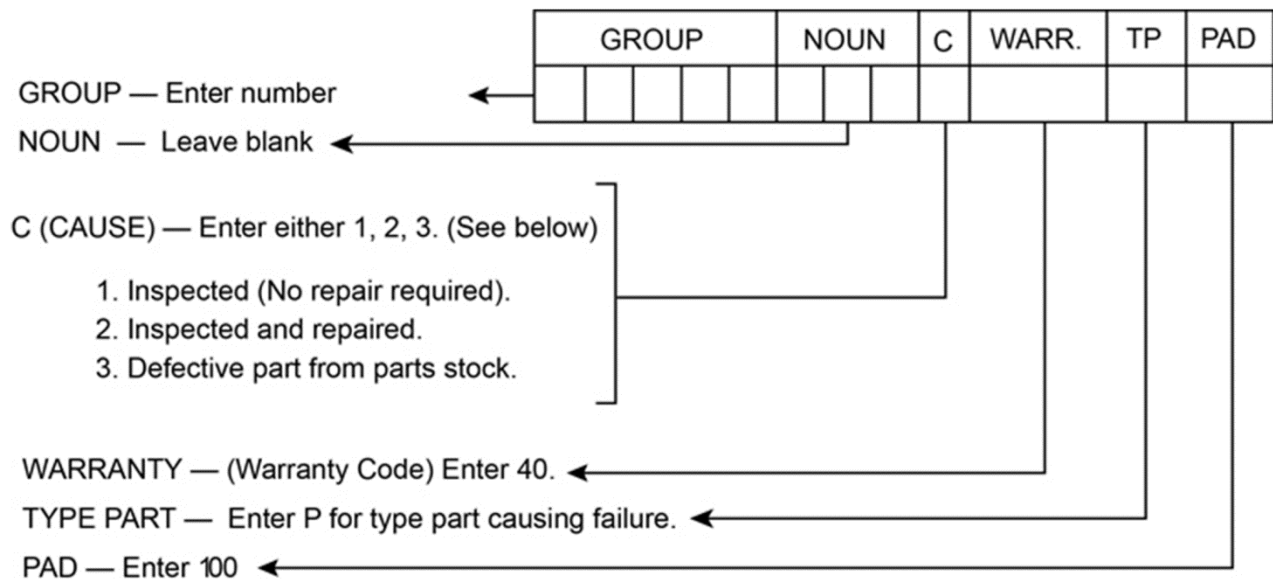 GROUP NOUN C WARR. TP PAD
GROUP — Enter number
NOUN — Leave blank
C (CAUSE) — Enter either 1, 2, 3. (See below)
1. Inspected (No repair required).
2. Inspected and repaired.
3. Defective part from parts stock.
WARRANTY — (Warranty Code) Enter 40.
TYPE PART — Enter P for type part causing failure.
PAD — Enter 100